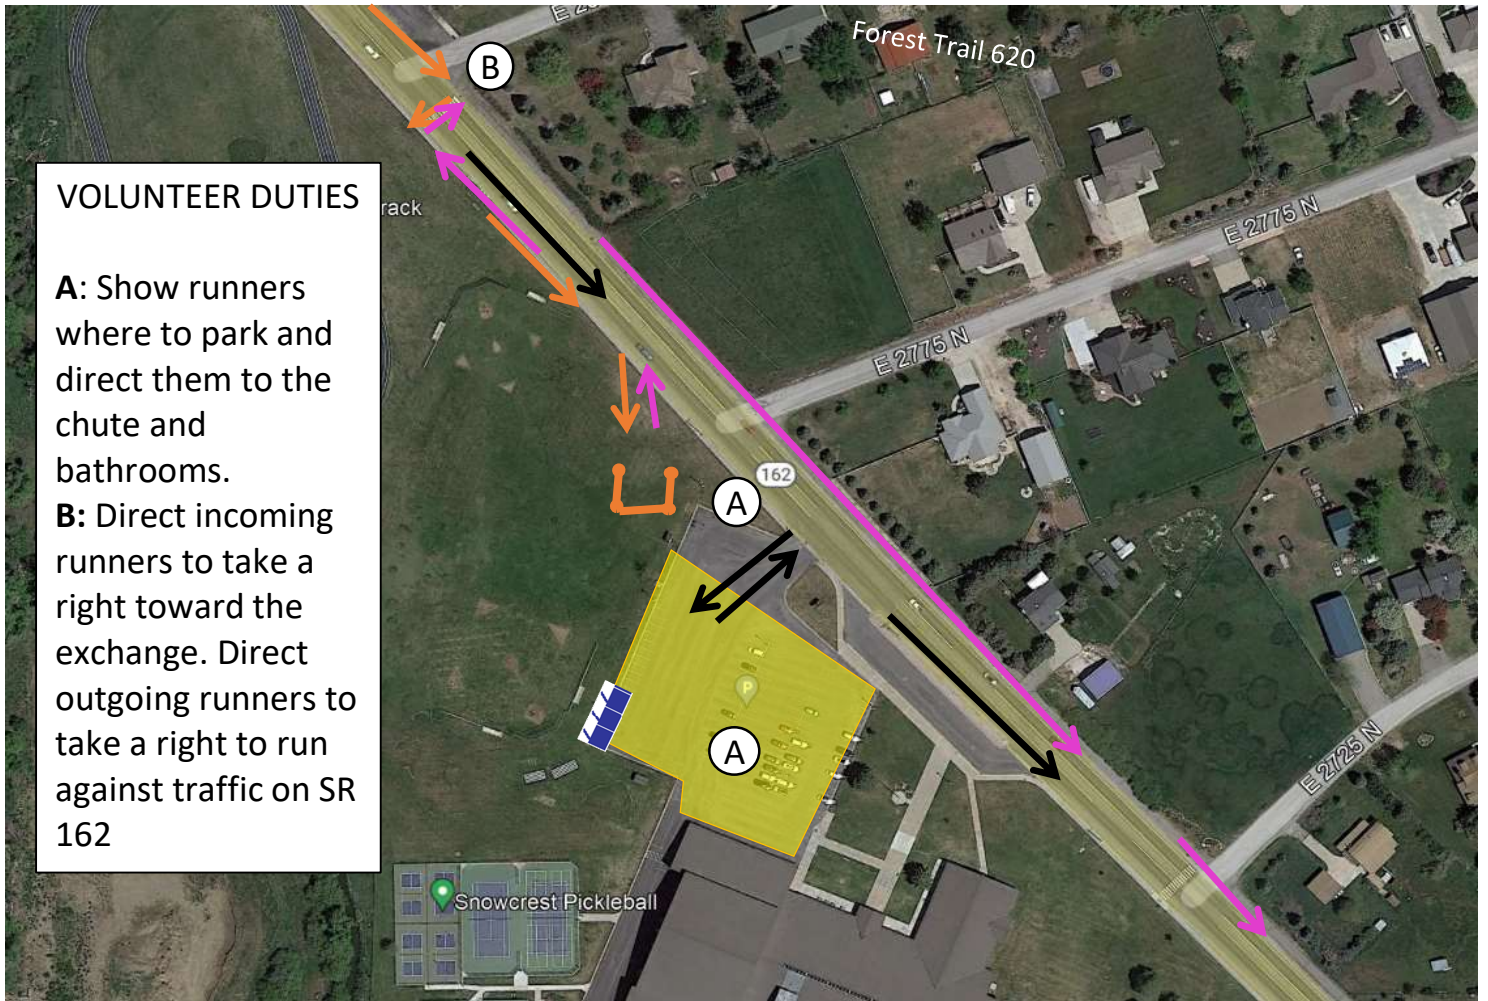 E 2
B
Forest Trail 620
VOLUNTEER DUTIES
rack
A: Show runners
where to park and
direct them to the
chute and
bathrooms.
B: Direct incoming
runners to take a
right toward the
exchange. Direct
outgoing runners to
take a right to run
against traffic on SR
162
E 2775 N
E 2775 N
162
A
P
A
E 2725 N
Snowcrest Pickleball